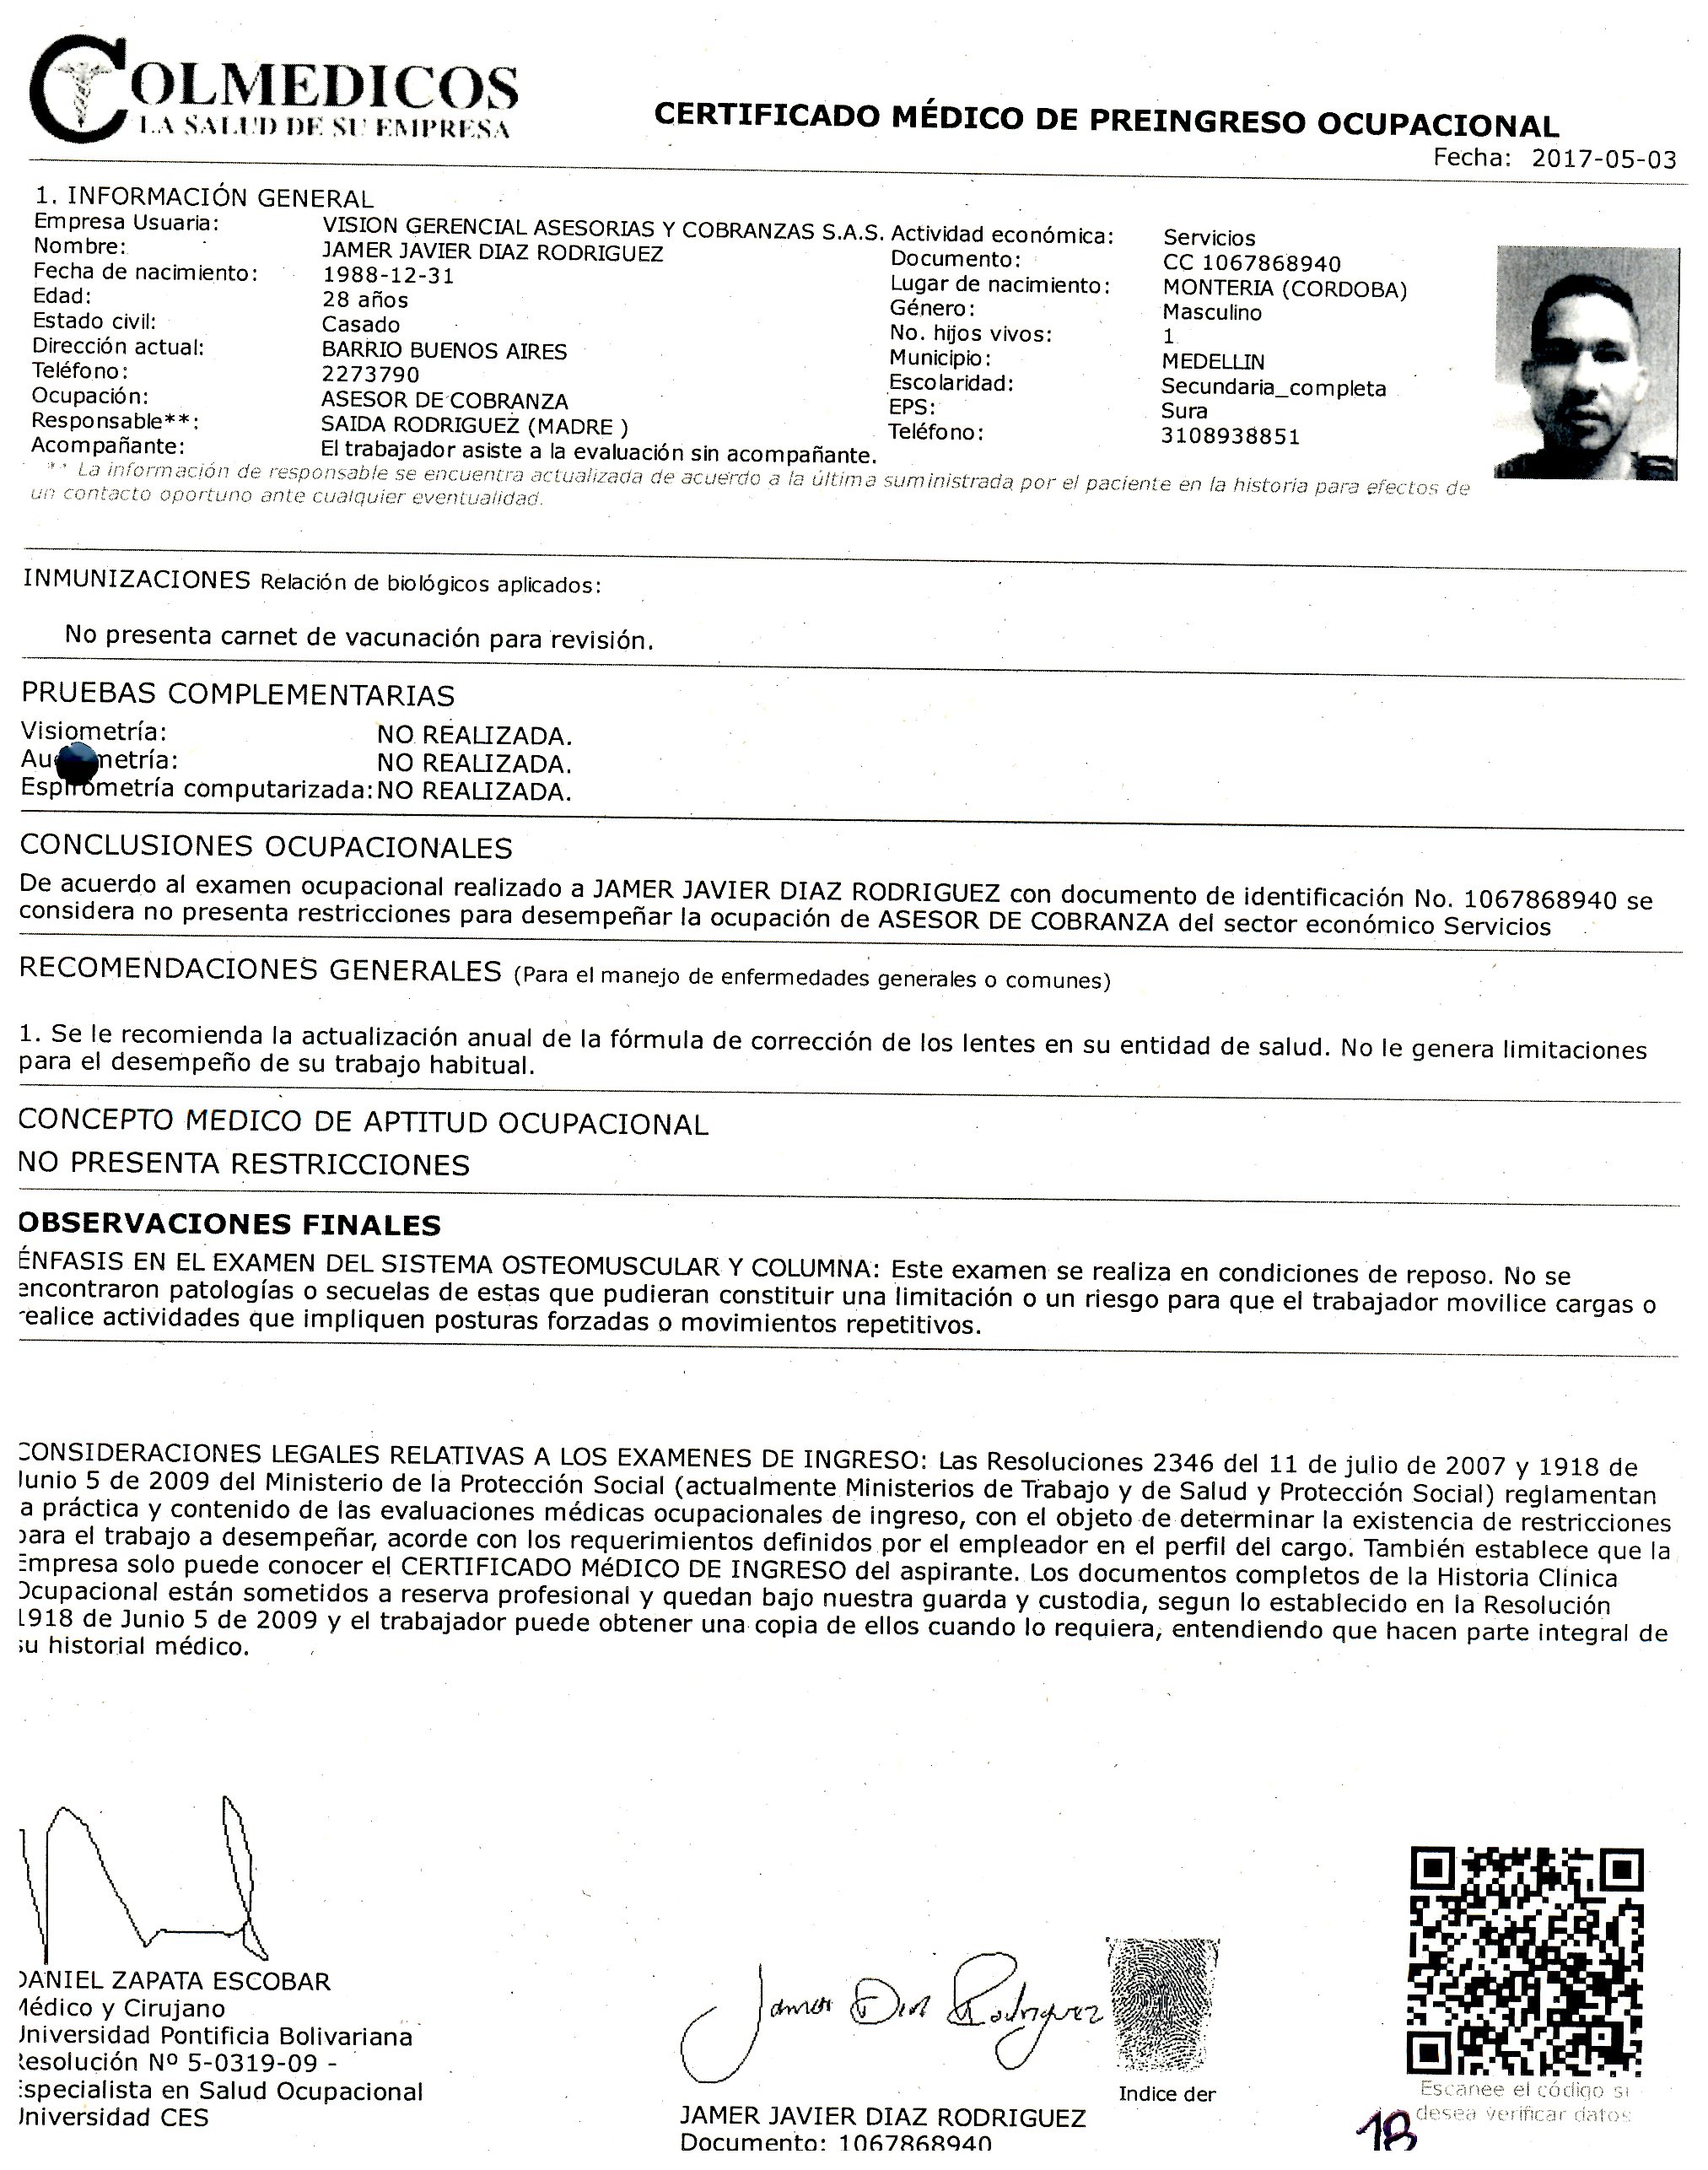 COLMEDICOS
LA SALUD DE SU EMPRESA
CERTIFICADO MÉDICO DE PREINGRESO OCUPACIONAL
Fecha: 2017-05-03
1. INFORMACIÓN GENERAL
Empresa Usuaria: VISION GERENCIAL ASESORIAS Y COBRANZAS S.A.S. Actividad económica: Servicios
Nombre: JAMER JAVIER DIAZ RODRIGUEZ Documento: CC 1067868940
Fecha de nacimiento: 1988-12-31 Lugar de nacimiento: MONTERIA (CORDOBA)
Edad: 28 años Género: Masculino
Estado civil: Casado No. hijos vivos: 1
Dirección actual: BARRIO BUENOS AIRES Municipio: MEDELLIN
Teléfono: 2273790 Escolaridad: Secundaria_completa
Ocupación: ASESOR DE COBRANZA EPS: Sura
Responsable**: SAIDA RODRIGUEZ (MADRE ) Teléfono: 3108938851
Acompañante: El trabajador asiste a la evaluación sin acompañante.
** La información de responsable se encuentra actualizada de acuerdo a la última suministrada por el paciente en la historia para efectos de
un contacto oportuno ante cualquier eventualidad.
INMUNIZACIONES Relación de biológicos aplicados:
No presenta carnet de vacunación para revisión.
PRUEBAS COMPLEMENTARIAS
Visiometría: NO REALIZADA.
Au metría: NO REALIZADA.
Espirometría computarizada: NO REALIZADA.
CONCLUSIONES OCUPACIONALES
De acuerdo al examen ocupacional realizado a JAMER JAVIER DIAZ RODRIGUEZ con documento de identificación No. 1067868940 se
considera no presenta restricciones para desempeñar la ocupación de ASESOR DE COBRANZA del sector económico Servicios
RECOMENDACIONES GENERALES (Para el manejo de enfermedades generales o comunes)
1. Se le recomienda la actualización anual de la fórmula de corrección de los lentes en su entidad de salud. No le genera limitaciones
para el desempeño de su trabajo habitual.
CONCEPTO MEDICO DE APTITUD OCUPACIONAL
NO PRESENTA RESTRICCIONES
OBSERVACIONES FINALES
ÉNFASIS EN EL EXAMEN DEL SISTEMA OSTEOMUSCULAR Y COLUMNA: Este examen se realiza en condiciones de reposo. No se
encontraron patologías o secuelas de estas que pudieran constituir una limitación o un riesgo para que el trabajador movilice cargas o
realice actividades que impliquen posturas forzadas o movimientos repetitivos.
CONSIDERACIONES LEGALES RELATIVAS A LOS EXAMENES DE INGRESO: Las Resoluciones 2346 del 11 de julio de 2007 y 1918 de
Junio 5 de 2009 del Ministerio de la Protección Social (actualmente Ministerios de Trabajo y de Salud y Protección Social) reglamentan
a práctica y contenido de las evaluaciones médicas ocupacionales de ingreso, con el objeto de determinar la existencia de restricciones
para el trabajo a desempeñar, acorde con los requerimientos definidos por el empleador en el perfil del cargo. También establece que la
Empresa solo puede conocer el CERTIFICADO MéDICO DE INGRESO del aspirante. Los documentos completos de la Historia Clínica
Ocupacional están sometidos a reserva profesional y quedan bajo nuestra guarda y custodia, segun lo establecido en la Resolución
1918 de Junio 5 de 2009 y el trabajador puede obtener una copia de ellos cuando lo requiera, entendiendo que hacen parte integral de
su historial médico.
DANIEL ZAPATA ESCOBAR
Médico y Cirujano
Universidad Pontificia Bolivariana
Resolución Nº 5-0319-09 -
Especialista en Salud Ocupacional
Universidad CES
Jamer Diaz Rodriguez
Indice der
JAMER JAVIER DIAZ RODRIGUEZ
Documento: 1067868940
Escanee el código si
desea verificar datos
18